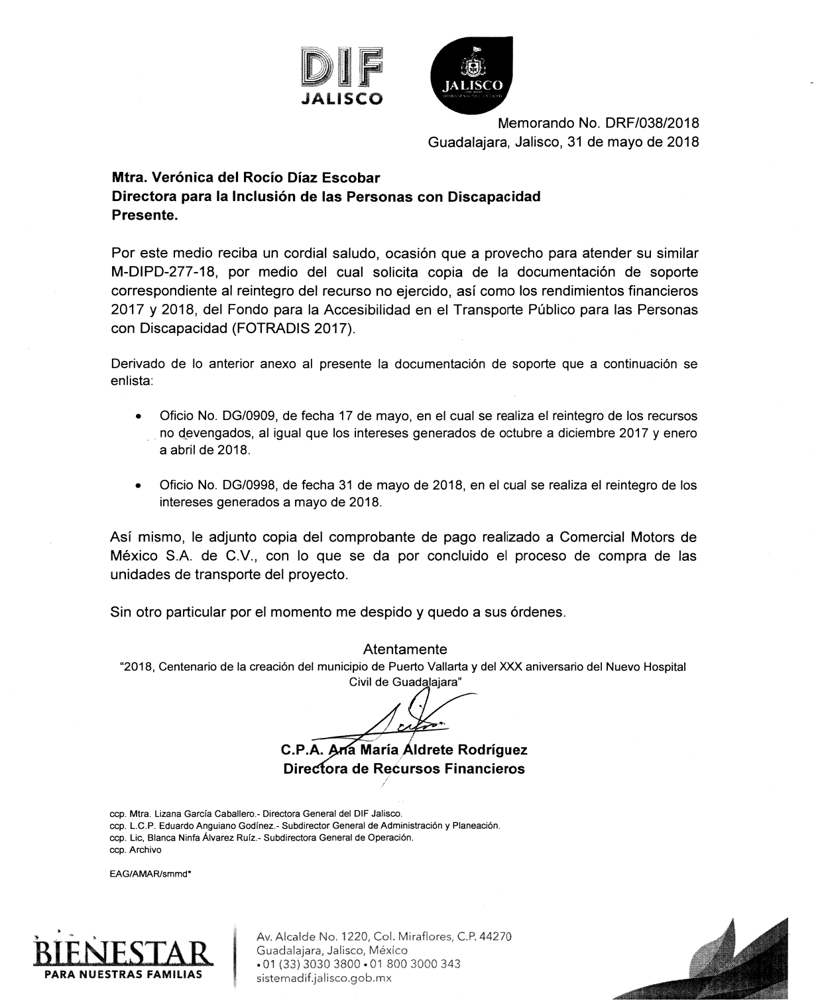 DIF
JALISCO
JALISCO
GOBIERNO DEL ESTADO
Memorando No. DRF/038/2018
Guadalajara, Jalisco, 31 de mayo de 2018
Mtra. Verónica del Rocío Díaz Escobar
Directora para la Inclusión de las Personas con Discapacidad
Presente.
Por este medio reciba un cordial saludo, ocasión que a provecho para atender su similar
M-DIPD-277-18, por medio del cual solicita copia de la documentación de soporte
correspondiente al reintegro del recurso no ejercido, así como los rendimientos financieros
2017 y 2018, del Fondo para la Accesibilidad en el Transporte Público para las Personas
con Discapacidad (FOTRADIS 2017).
Derivado de lo anterior anexo al presente la documentación de soporte que a continuación se
enlista:
• Oficio No. DG/0909, de fecha 17 de mayo, en el cual se realiza el reintegro de los recursos
no devengados, al igual que los intereses generados de octubre a diciembre 2017 y enero
a abril de 2018.
• Oficio No. DG/0998, de fecha 31 de mayo de 2018, en el cual se realiza el reintegro de los
intereses generados a mayo de 2018.
Así mismo, le adjunto copia del comprobante de pago realizado a Comercial Motors de
México S.A. de C.V., con lo que se da por concluido el proceso de compra de las
unidades de transporte del proyecto.
Sin otro particular por el momento me despido y quedo a sus órdenes.
Atentamente
“2018, Centenario de la creación del municipio de Puerto Vallarta y del XXX aniversario del Nuevo Hospital
Civil de Guadalajara”
C.P.A. Ana María Aldrete Rodríguez
Directora de Recursos Financieros
ccp. Mtra. Lizana García Caballero.- Directora General del DIF Jalisco.
ccp. L.C.P. Eduardo Anguiano Godínez.- Subdirector General de Administración y Planeación.
ccp. Lic, Blanca Ninfa Álvarez Ruíz.- Subdirectora General de Operación.
ccp. Archivo
EAG/AMAR/smmd*
BIENESTAR
PARA NUESTRAS FAMILIAS
Av. Alcalde No. 1220, Col. Miraflores, C.P. 44270
Guadalajara, Jalisco, México
• 01 (33) 3030 3800 • 01 800 3000 343
sistemadif.jalisco.gob.mx